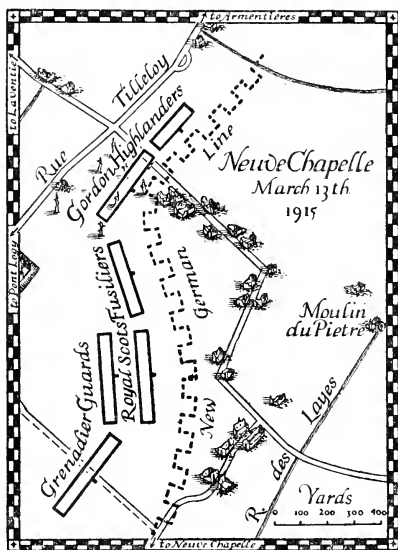 to Armentières
to Laventie
Rue Tilleloy
Gordon Highlanders
Line
Neuve Chapelle
March 13th
1915
to Pont Logy
Fusiliers
German
Moulin
du Pietre
Grenadier Guards
Royal Scots
New
R. des Layes
Yards
0 100 200 300 400
to Neuve Chapelle